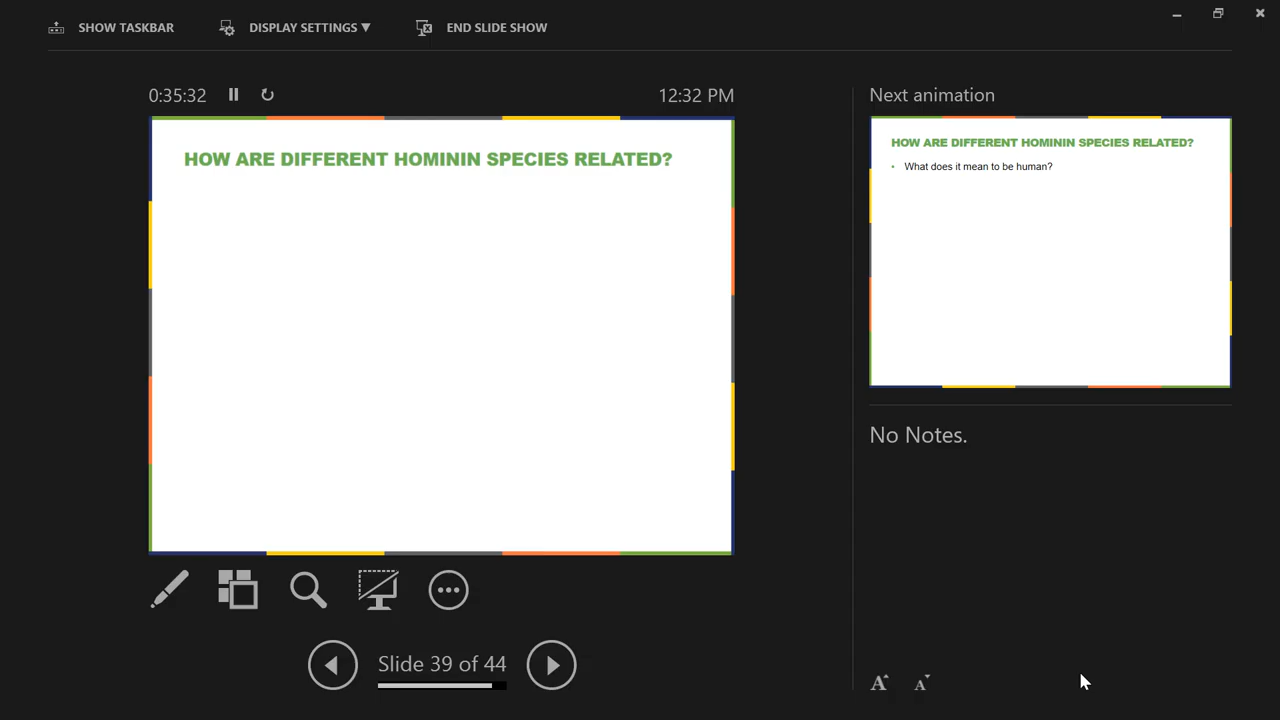 SHOW TASKBAR
DISPLAY SETTINGS ▼
END SLIDE SHOW
0:35:32
12:32 PM
HOW ARE DIFFERENT HOMININ SPECIES RELATED?
Slide 39 of 44
Next animation
HOW ARE DIFFERENT HOMININ SPECIES RELATED?
• What does it mean to be human?
No Notes.
A A